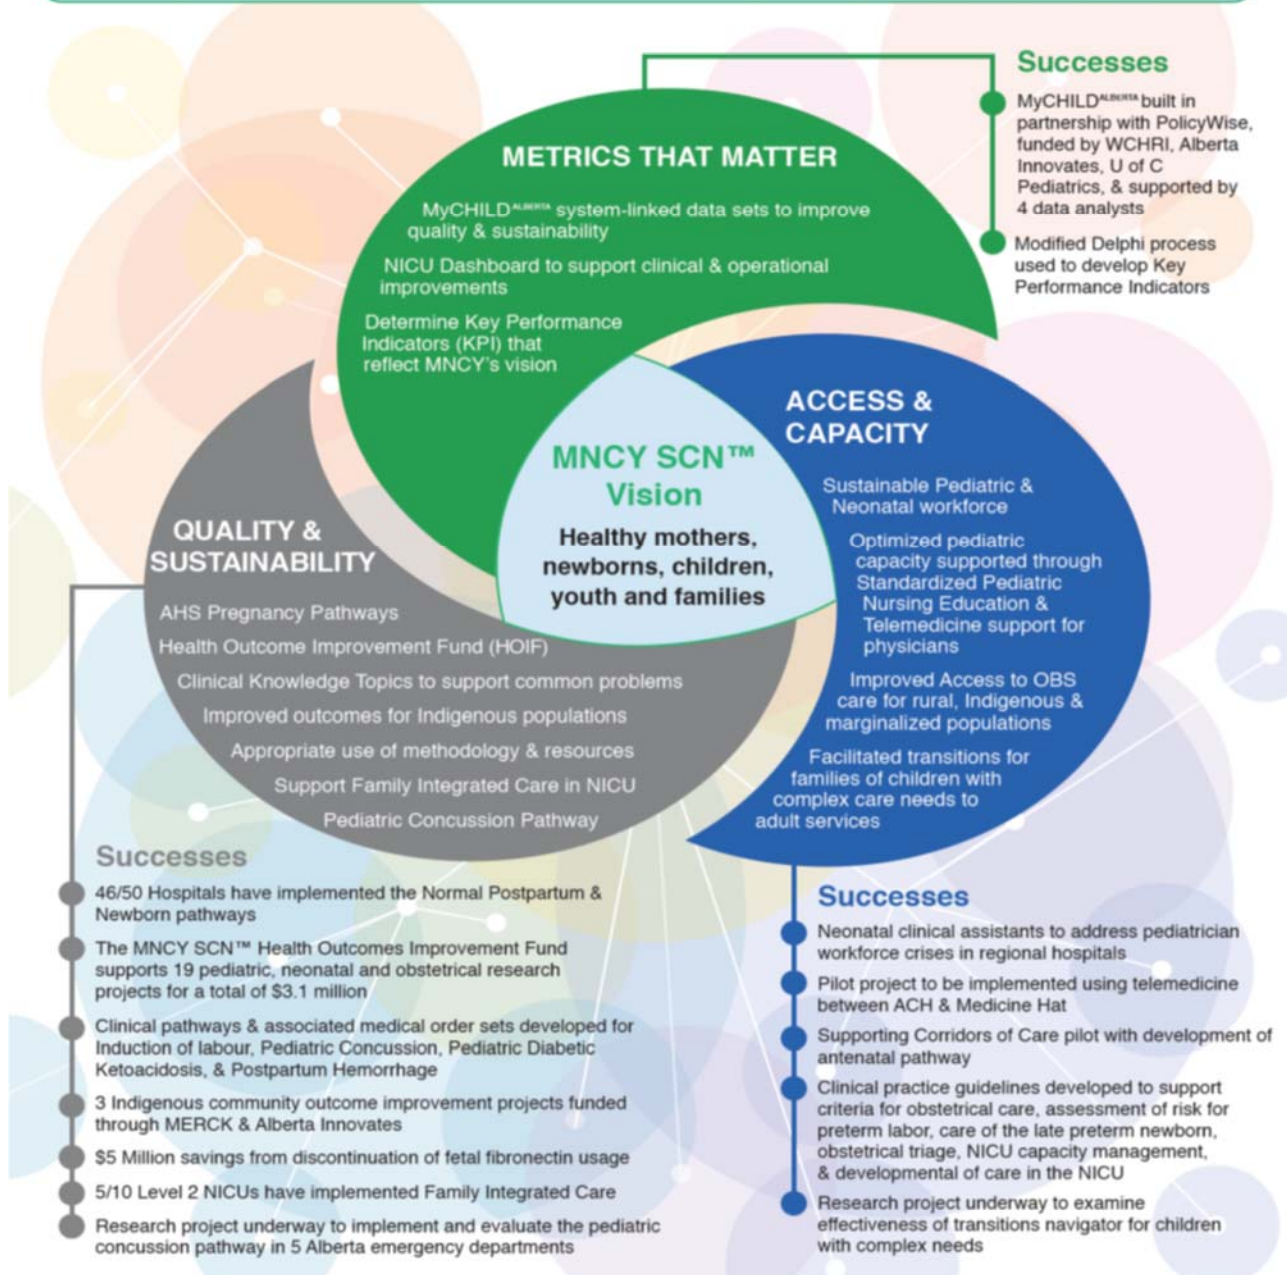 Successes
MyCHILDALBERTA built in
partnership with PolicyWise,
funded by WCHRI, Alberta
Innovates, U of C
Pediatrics, & supported by
4 data analysts
Modified Delphi process
used to develop Key
Performance Indicators
METRICS THAT MATTER
MyCHILDALBERTA system-linked data sets to improve
quality & sustainability
NICU Dashboard to support clinical & operational
improvements
Determine Key Performance
Indicators (KPI) that
reflect MNCY's vision
MNCY SCN™
Vision
Healthy mothers,
newborns, children,
youth and families
ACCESS &
CAPACITY
Sustainable Pediatric &
Neonatal workforce
Optimized pediatric
capacity supported through
Standardized Pediatric
Nursing Education &
Telemedicine support for
physicians
Improved Access to OBS
care for rural, Indigenous &
marginalized populations
Facilitated transitions for
families of children with
complex care needs to
adult services
QUALITY &
SUSTAINABILITY
AHS Pregnancy Pathways
Health Outcome Improvement Fund (HOIF)
Clinical Knowledge Topics to support common problems
Improved outcomes for Indigenous populations
Appropriate use of methodology & resources
Support Family Integrated Care in NICU
Pediatric Concussion Pathway
Successes
46/50 Hospitals have implemented the Normal Postpartum &
Newborn pathways
The MNCY SCN™ Health Outcomes Improvement Fund
supports 19 pediatric, neonatal and obstetrical research
projects for a total of $3.1 million
Clinical pathways & associated medical order sets developed for
Induction of labour, Pediatric Concussion, Pediatric Diabetic
Ketoacidosis, & Postpartum Hemorrhage
3 Indigenous community outcome improvement projects funded
through MERCK & Alberta Innovates
$5 Million savings from discontinuation of fetal fibronectin usage
5/10 Level 2 NICUs have implemented Family Integrated Care
Research project underway to implement and evaluate the pediatric
concussion pathway in 5 Alberta emergency departments
Successes
Neonatal clinical assistants to address pediatrician
workforce crises in regional hospitals
Pilot project to be implemented using telemedicine
between ACH & Medicine Hat
Supporting Corridors of Care pilot with development of
antenatal pathway
Clinical practice guidelines developed to support
criteria for obstetrical care, assessment of risk for
preterm labor, care of the late preterm newborn,
obstetrical triage, NICU capacity management,
& developmental of care in the NICU
Research project underway to examine
effectiveness of transitions navigator for children
with complex needs